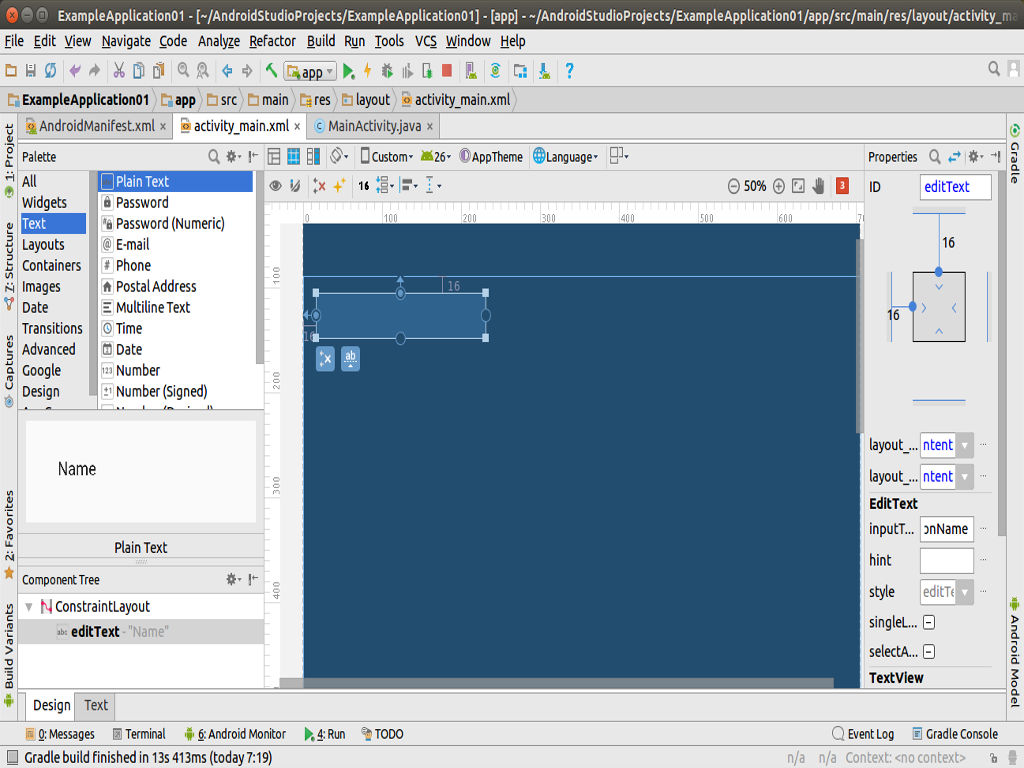 ExampleApplication01 - [~/AndroidStudioProjects/ExampleApplication01] - [app] - ~/AndroidStudioProjects/ExampleApplication01/app/src/main/res/layout/activity_ma
File Edit View Navigate Code Analyze Refactor Build Run Tools VCS Window Help
app
ExampleApplication01 app src main res layout activity_main.xml
AndroidManifest.xml × activity_main.xml × MainActivity.java ×
1: Project
Z: Structure
Captures
2: Favorites
Build Variants
Palette
All
Widgets
Text
Layouts
Containers
Images
Date
Transitions
Advanced
Google
Design
Plain Text
Password
Password (Numeric)
E-mail
Phone
Postal Address
Multiline Text
Time
Date
Number
Number (Signed)
Name
Plain Text
Component Tree
ConstraintLayout
editText - "Name"
Custom 26 AppTheme Language
16 50% 3
0 100 200 300 400 500 600 70
100
200
300
400
16
16
ab
Properties
ID editText
16
16
layout_... ntent ...
layout_... ntent ...
EditText
inputT... onName ...
hint ...
style editTe ...
singleL...
selectA...
TextView
Gradle
Android Model
Design Text
0: Messages Terminal 6: Android Monitor 4: Run TODO Event Log Gradle Console
Gradle build finished in 13s 413ms (today 7:19) n/a n/a Context: <no context>